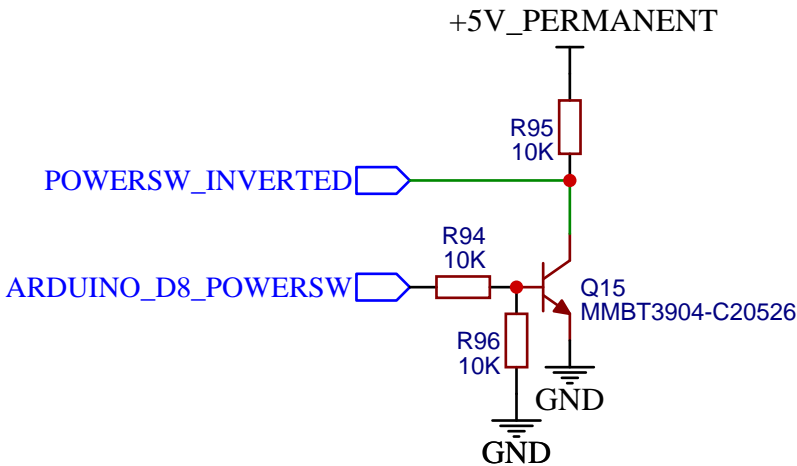 +5V_PERMANENT
R95
10K
POWERSW_INVERTED
R94
10K
ARDUINO_D8_POWERSW
Q15
MMBT3904-C20526
R96
10K
GND
GND